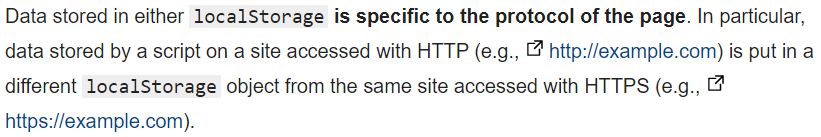 Data stored in either localStorage is specific to the protocol of the page. In particular,
data stored by a script on a site accessed with HTTP (e.g., http://example.com) is put in a
different localStorage object from the same site accessed with HTTPS (e.g.,
https://example.com).